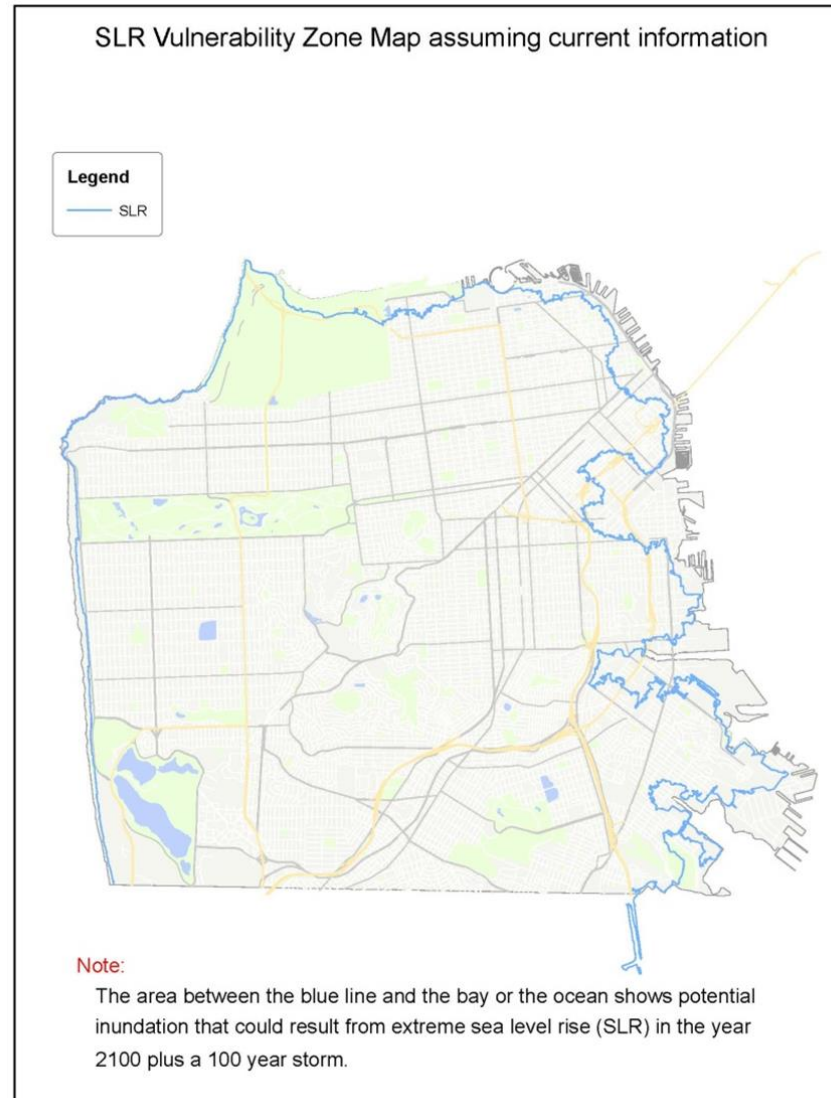 SLR Vulnerability Zone Map assuming current information
Legend
SLR
Note:
The area between the blue line and the bay or the ocean shows potential
inundation that could result from extreme sea level rise (SLR) in the year
2100 plus a 100 year storm.